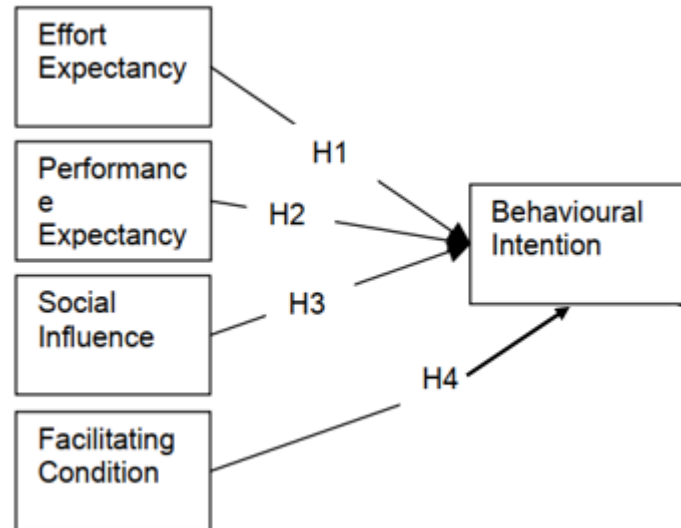 Effort
Expectancy
H1
Performanc
e
Expectancy
H2
Behavioural
Intention
Social
Influence
H3
H4
Facilitating
Condition